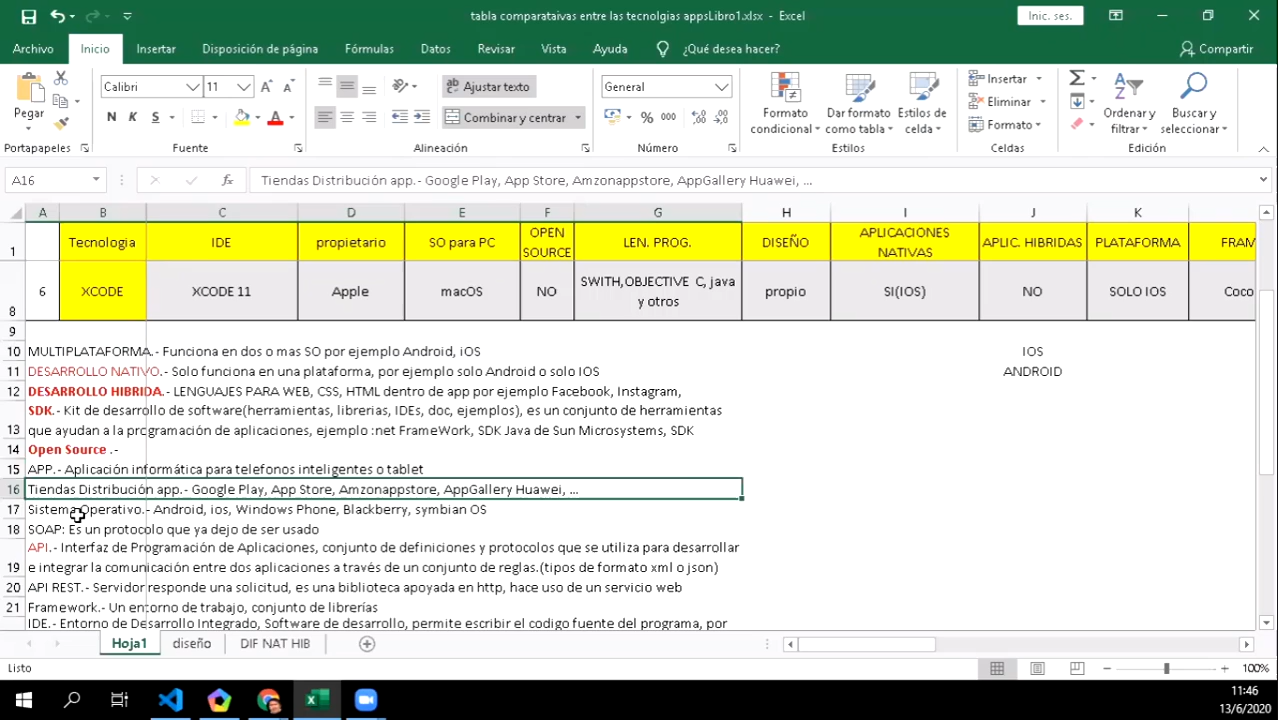 tabla comparataivas entre las tecnolgias appsLibro1.xlsx - Excel
Inic. ses.
Archivo Inicio Insertar Disposición de página Fórmulas Datos Revisar Vista Ayuda ¿Qué desea hacer? Compartir
Pegar
Calibri 11
N K S
Ajustar texto
Combinar y centrar
General
% 000
Formato condicional
Dar formato como tabla
Estilos de celda
Insertar
Eliminar
Formato
Ordenar y filtrar
Buscar y seleccionar
Portapapeles Fuente Alineación Número Estilos Celdas Edición
A16 fx Tiendas Distribución app.- Google Play, App Store, Amzonappstore, AppGallery Huawei, ...
A B C D E F G H I J K
1 Tecnologia IDE propietario SO para PC OPEN SOURCE LEN. PROG. DISEÑO APLICACIONES NATIVAS APLIC. HIBRIDAS PLATAFORMA FRAM
8 6 XCODE XCODE 11 Apple macOS NO SWITH,OBJECTIVE C, java y otros propio SI(IOS) NO SOLO IOS Coco
9
10 MULTIPLATAFORMA.- Funciona en dos o mas SO por ejemplo Android, iOS IOS
11 DESARROLLO NATIVO.- Solo funciona en una plataforma, por ejemplo solo Android o solo IOS ANDROID
12 DESARROLLO HIBRIDA.- LENGUAJES PARA WEB, CSS, HTML dentro de app por ejemplo Facebook, Instagram,
SDK.- Kit de desarrollo de software(herramientas, librerias, IDEs, doc, ejemplos), es un conjunto de herramientas
13 que ayudan a la programación de aplicaciones, ejemplo :net FrameWork, SDK Java de Sun Microsystems, SDK
14 Open Source .-
15 APP.- Aplicación informática para telefonos inteligentes o tablet
16 Tiendas Distribución app.- Google Play, App Store, Amzonappstore, AppGallery Huawei, ...
17 Sistema Operativo.- Android, ios, Windows Phone, Blackberry, symbian OS
18 SOAP: Es un protocolo que ya dejo de ser usado
API.- Interfaz de Programación de Aplicaciones, conjunto de definiciones y protocolos que se utiliza para desarrollar
19 e integrar la comunicación entre dos aplicaciones a través de un conjunto de reglas.(tipos de formato xml o json)
20 API REST.- Servidor responde una solicitud, es una biblioteca apoyada en http, hace uso de un servicio web
21 Framework.- Un entorno de trabajo, conjunto de librerías
IDE.- Entorno de Desarrollo Integrado, Software de desarrollo, permite escribir el codigo fuente del programa, por
Hoja1 diseño DIF NAT HIB
Listo 100%
11:46
13/6/2020